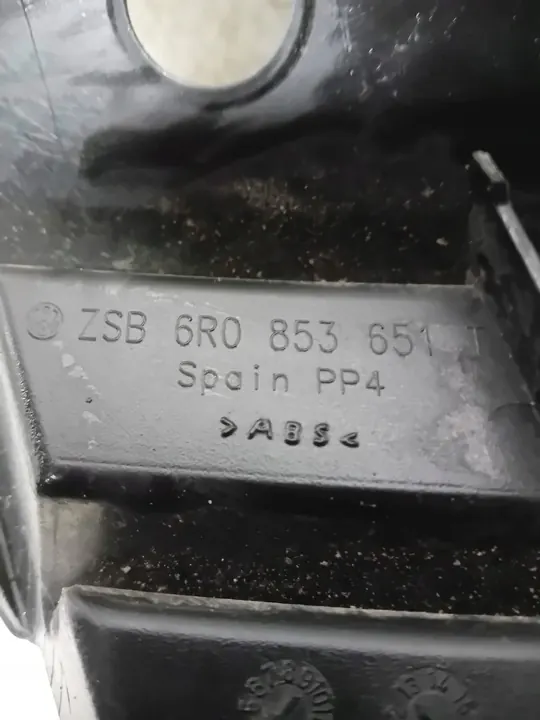 ZSB 6R0 853 651 T
Spain PP4
>ABS<